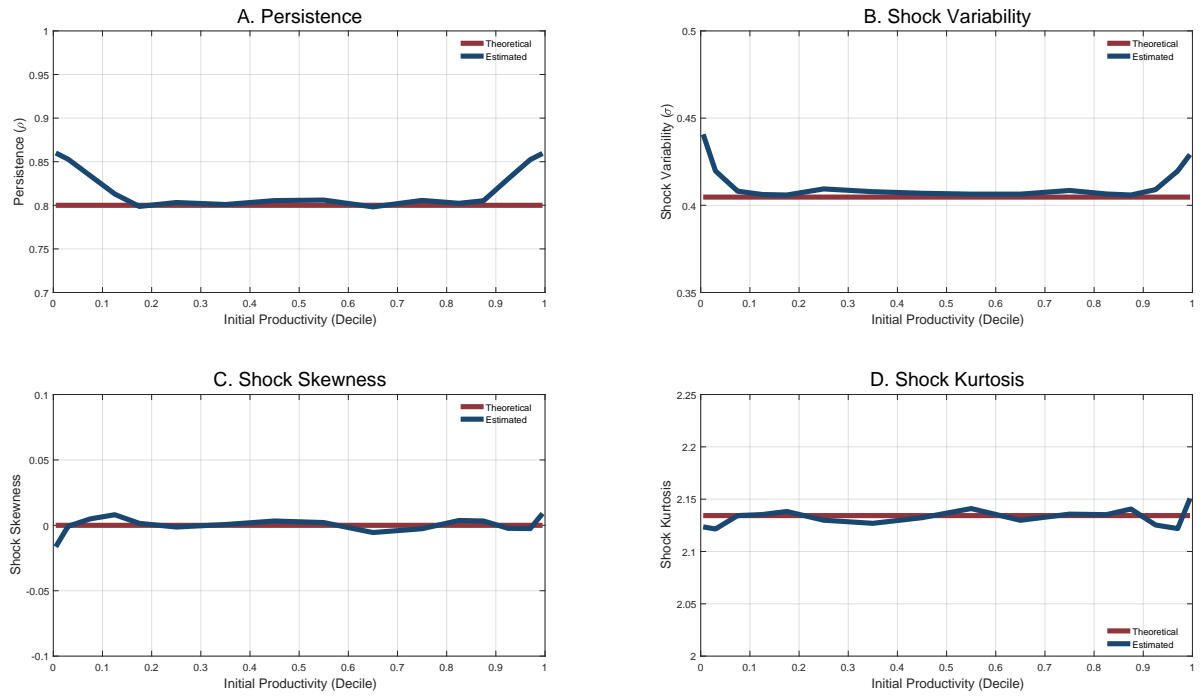 A. Persistence
1
0.95
0.9
0.85
0.8
0.75
0.7
Persistence (ρ)
Theoretical
Estimated
0 0.1 0.2 0.3 0.4 0.5 0.6 0.7 0.8 0.9 1
Initial Productivity (Decile)
B. Shock Variability
0.5
0.45
0.4
0.35
Shock Variability (σ)
Theoretical
Estimated
0 0.1 0.2 0.3 0.4 0.5 0.6 0.7 0.8 0.9 1
Initial Productivity (Decile)
C. Shock Skewness
0.1
0.05
0
-0.05
-0.1
Shock Skewness
Theoretical
Estimated
0 0.1 0.2 0.3 0.4 0.5 0.6 0.7 0.8 0.9 1
Initial Productivity (Decile)
D. Shock Kurtosis
2.25
2.2
2.15
2.1
2.05
2
Shock Kurtosis
Theoretical
Estimated
0 0.1 0.2 0.3 0.4 0.5 0.6 0.7 0.8 0.9 1
Initial Productivity (Decile)